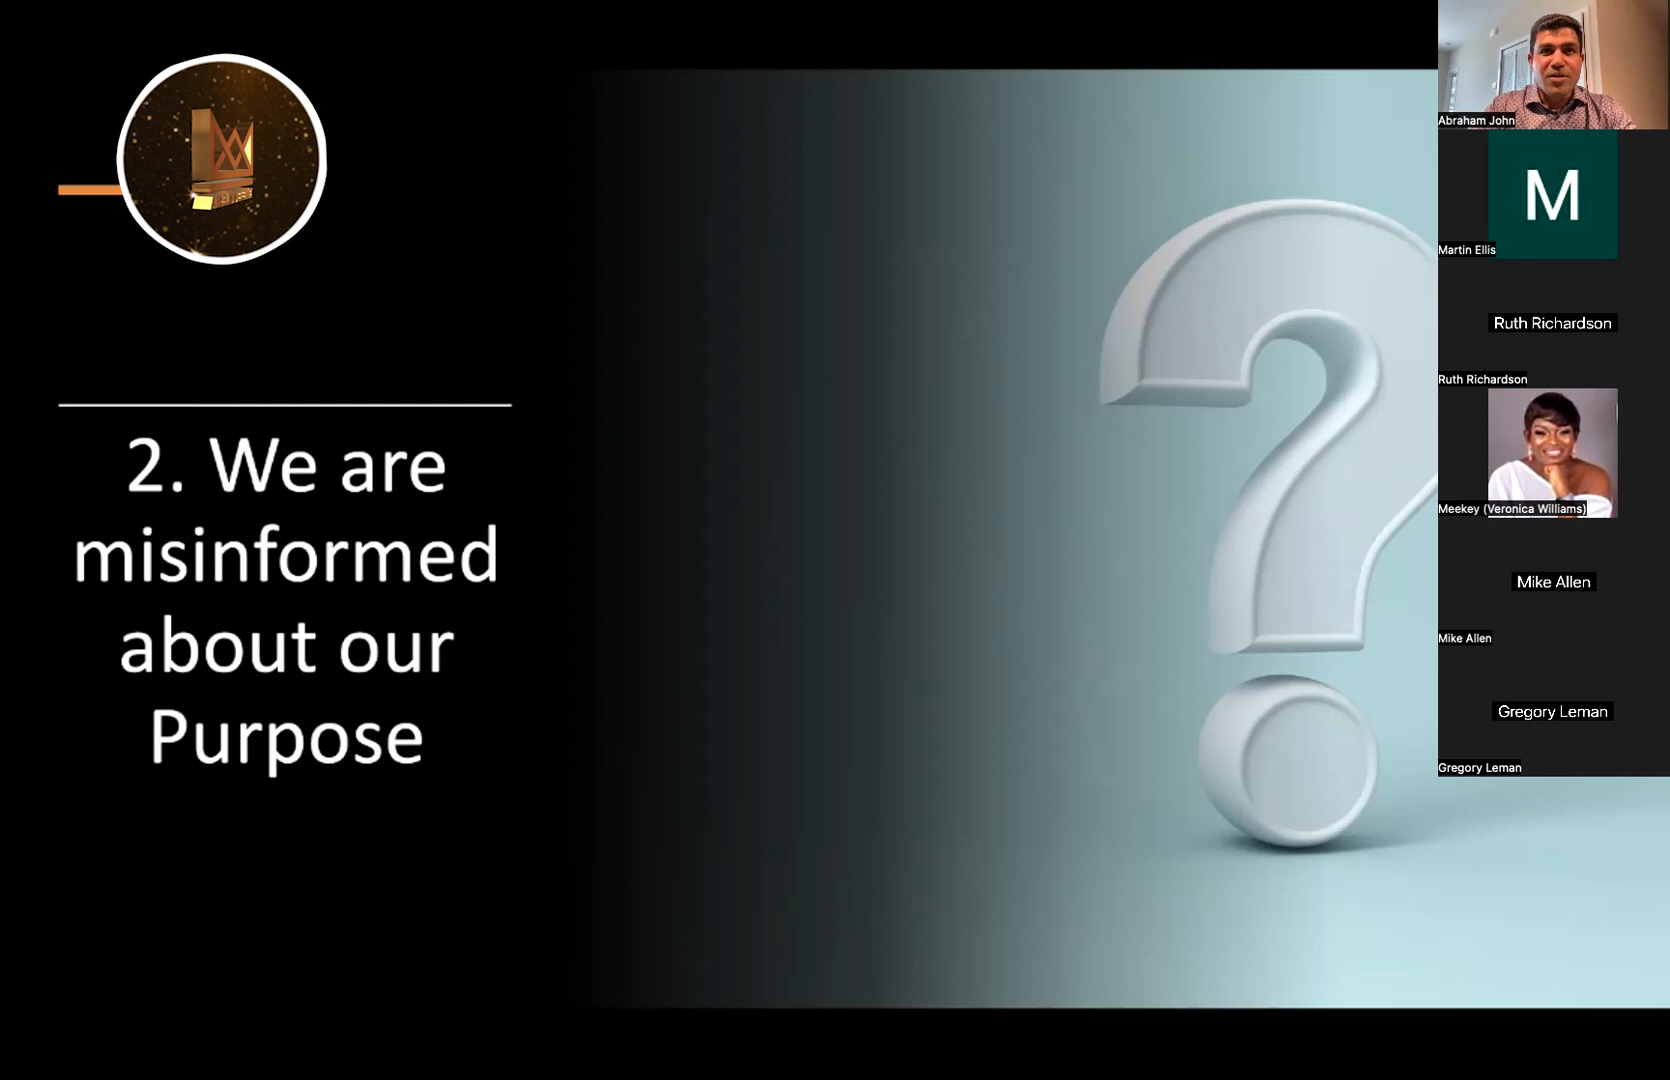 2. We are
misinformed
about our
Purpose
Abraham John
M
Martin Ellis
Ruth Richardson
Ruth Richardson
Meekey (Veronica Williams)
Mike Allen
Mike Allen
Gregory Leman
Gregory Leman